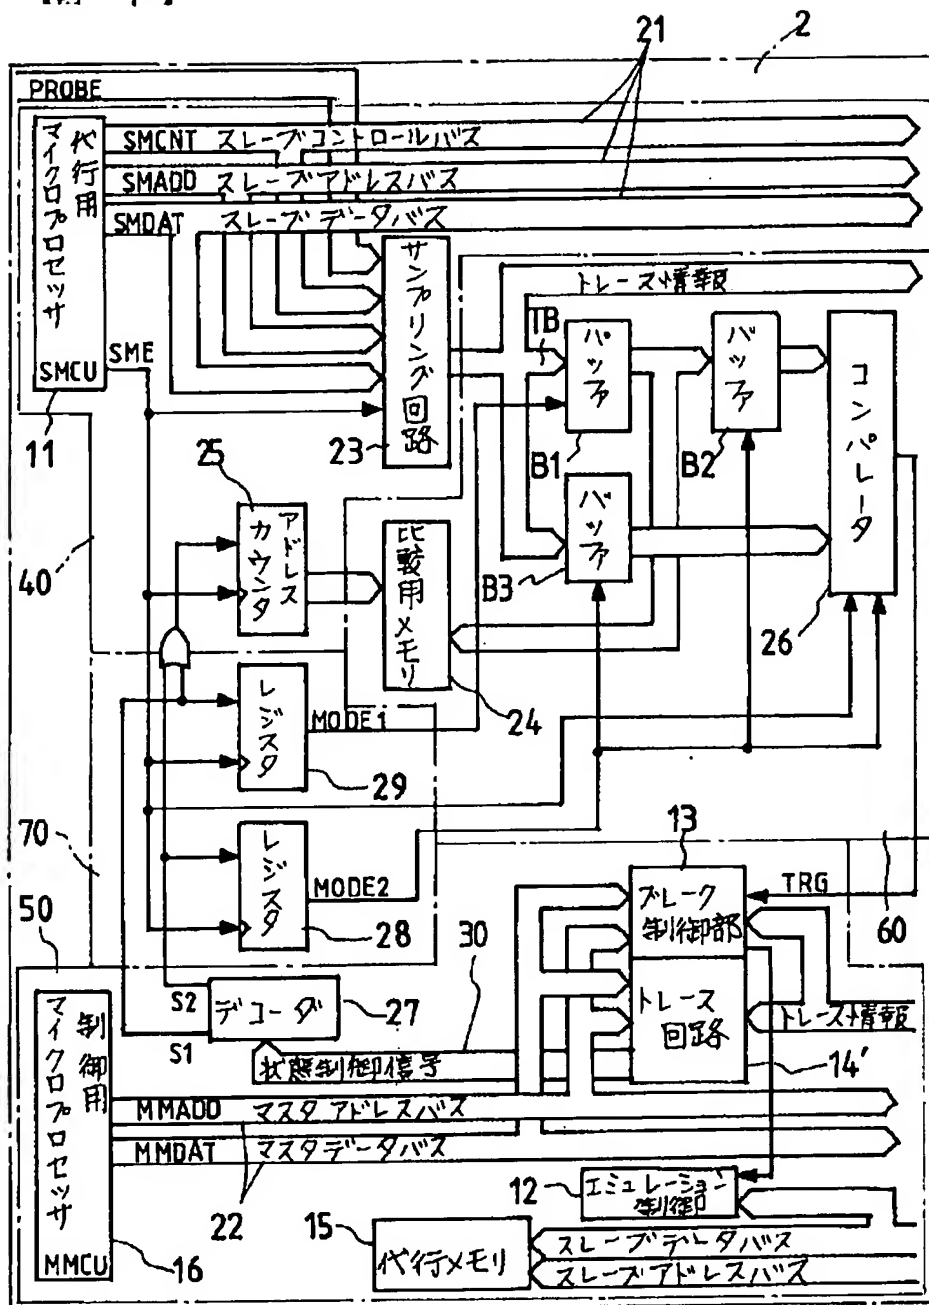 21
2
PROBE
代行用
マイクロプロセッサ
SMCU
11
SMCNT スレーブコントロールバス
SMADD スレーブアドレスバス
SMDAT スレーブデータバス
21
SME
サンプリング回路
23
トレース情報
TB
バッファ
B1
バッファ
B2
バッファ
B3
コンパレータ
26
25
アドレス
カウンタ
比較用メモリ
24
40
レジスタ
MODE1
29
レジスタ
MODE2
28
70
50
13
ブレーク
制御部
TRG
60
トレース
回路
14'
トレース情報
30
S2
S1
デコーダ
27
状態制御信号
制御用
マイクロプロセッサ
MMCU
16
MMADD マスタアドレスバス
MMDAT マスタデータバス
22
12
エミュレーション
制御
15
代行メモリ
スレーブデータバス
スレーブアドレスバス